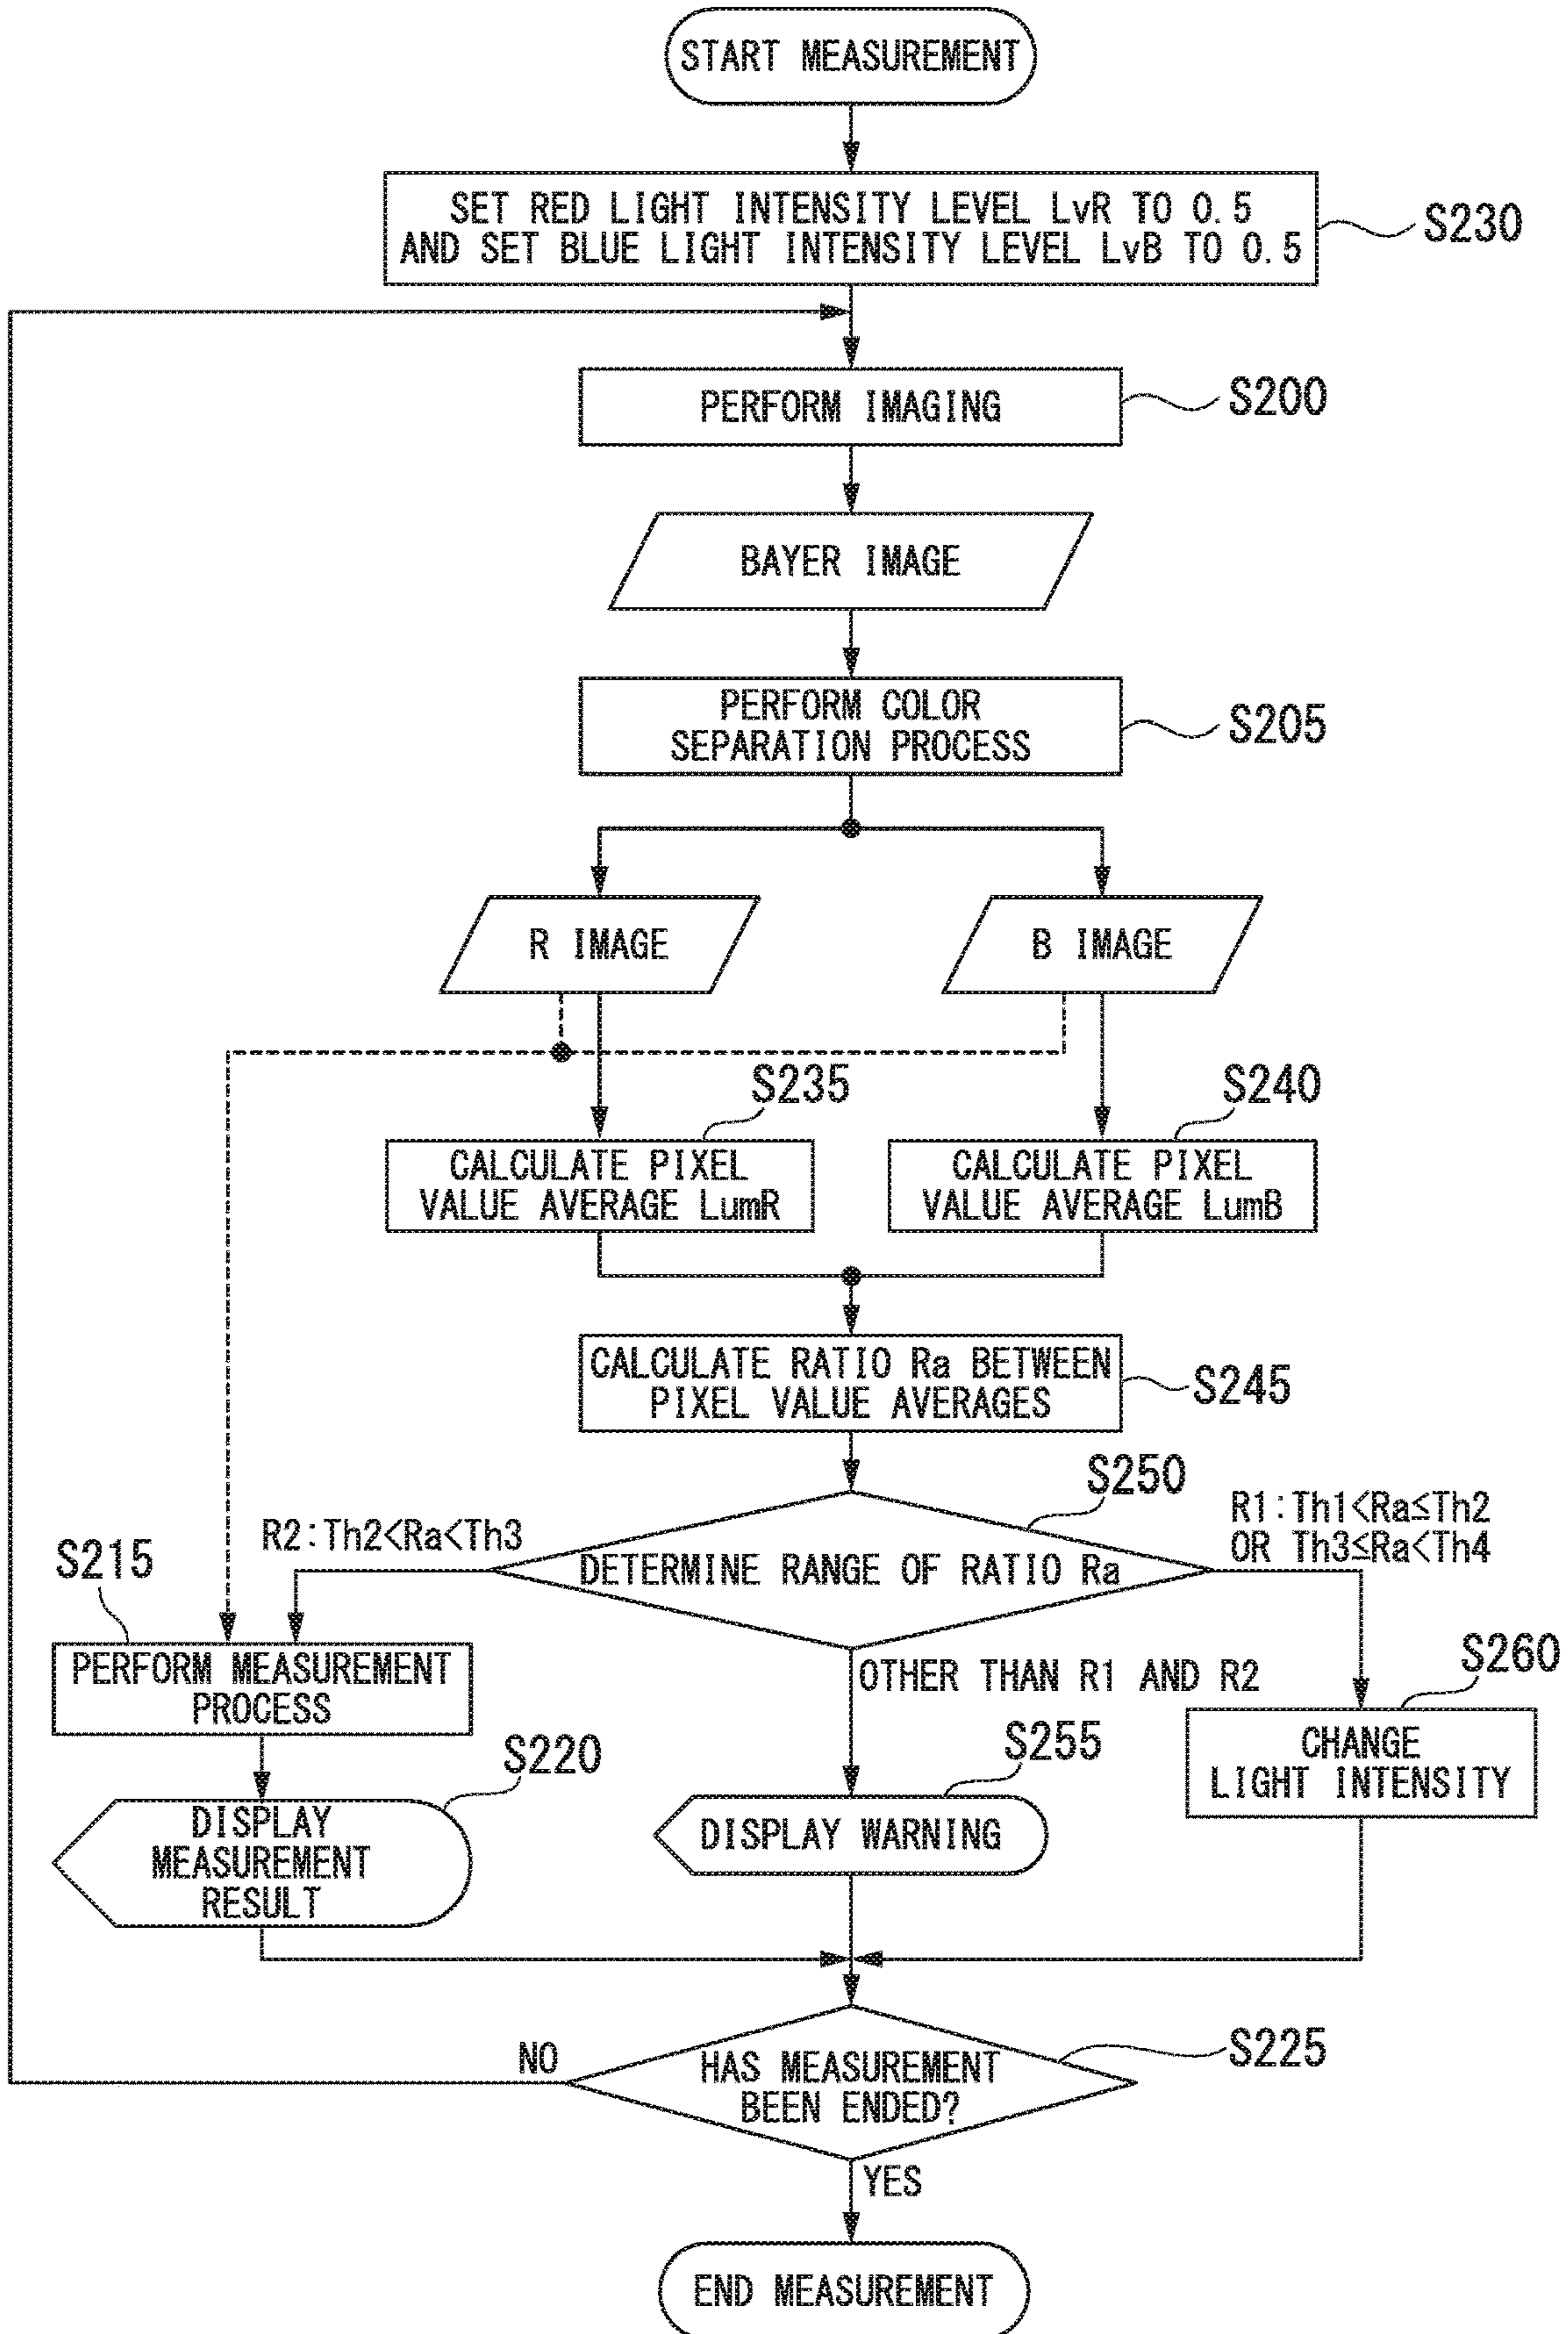 START MEASUREMENT
SET RED LIGHT INTENSITY LEVEL LvR TO 0.5
AND SET BLUE LIGHT INTENSITY LEVEL LvB TO 0.5
S230
PERFORM IMAGING
S200
BAYER IMAGE
PERFORM COLOR
SEPARATION PROCESS
S205
R IMAGE
B IMAGE
S235
S240
CALCULATE PIXEL
VALUE AVERAGE LumR
CALCULATE PIXEL
VALUE AVERAGE LumB
CALCULATE RATIO Ra BETWEEN
PIXEL VALUE AVERAGES
S245
S250
R2:Th2<Ra<Th3
R1:Th1<Ra≤Th2
OR Th3≤Ra<Th4
DETERMINE RANGE OF RATIO Ra
S215
PERFORM MEASUREMENT
PROCESS
OTHER THAN R1 AND R2
S260
CHANGE
LIGHT INTENSITY
S220
DISPLAY
MEASUREMENT
RESULT
S255
DISPLAY WARNING
NO
HAS MEASUREMENT
BEEN ENDED?
S225
YES
END MEASUREMENT